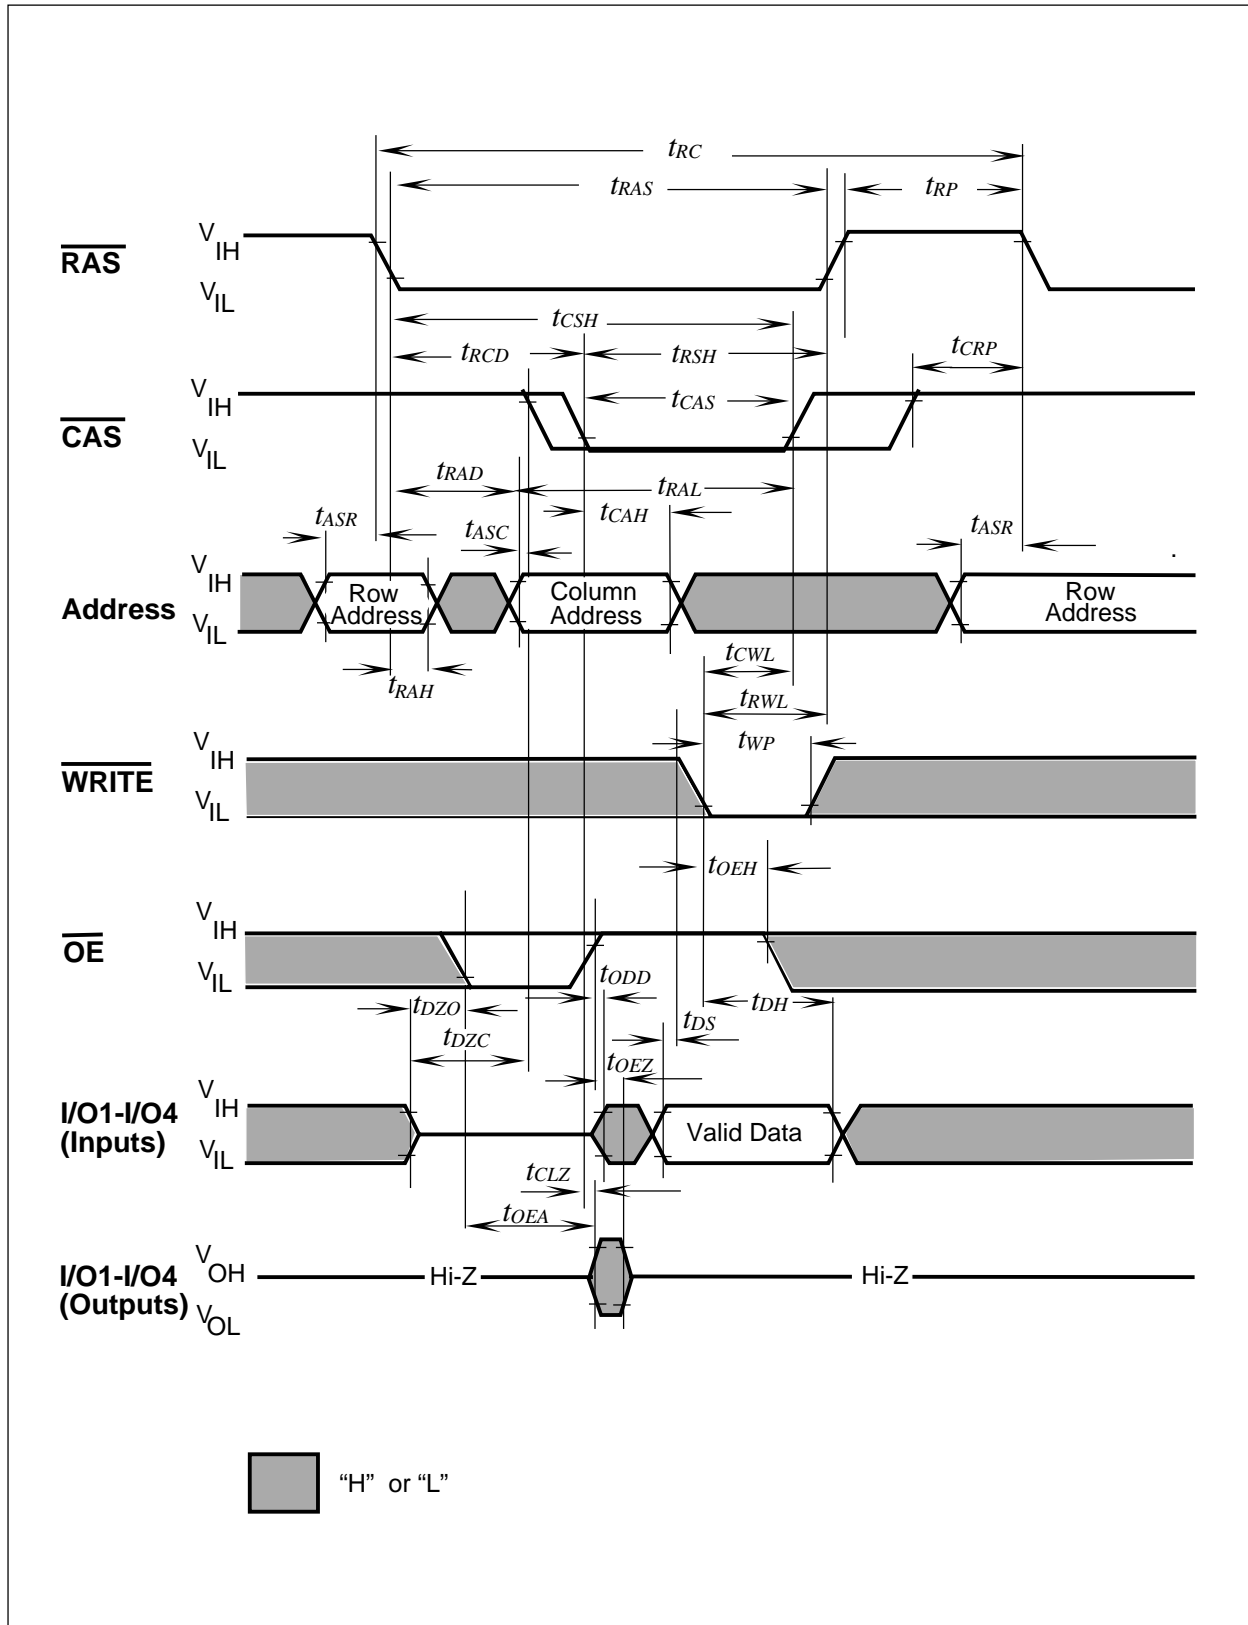 tRC
tRAS
tRP
RAS
VIH
VIL
tCSH
tRCD
tRSH
tCRP
CAS
VIH
VIL
tCAS
tRAD
tRAL
tASR
tASC
tCAH
tASR
Address
VIH
VIL
Row
Address
Column
Address
Row
Address
tRAH
tCWL
tRWL
tWP
WRITE
VIH
VIL
tOEH
OE
VIH
VIL
tODD
tDZO
tDH
tDS
tDZC
tOEZ
I/O1-I/O4
(Inputs)
VIH
VIL
Valid Data
tCLZ
tOEA
I/O1-I/O4
(Outputs)
VOH
VOL
Hi-Z
Hi-Z
“H” or “L”